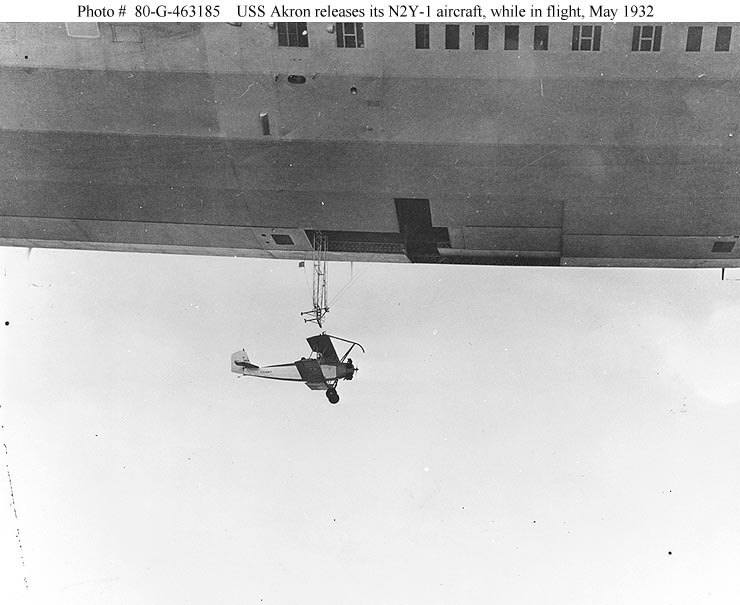 Photo # 80-G-463185 USS Akron releases its N2Y-1 aircraft, while in flight, May 1932